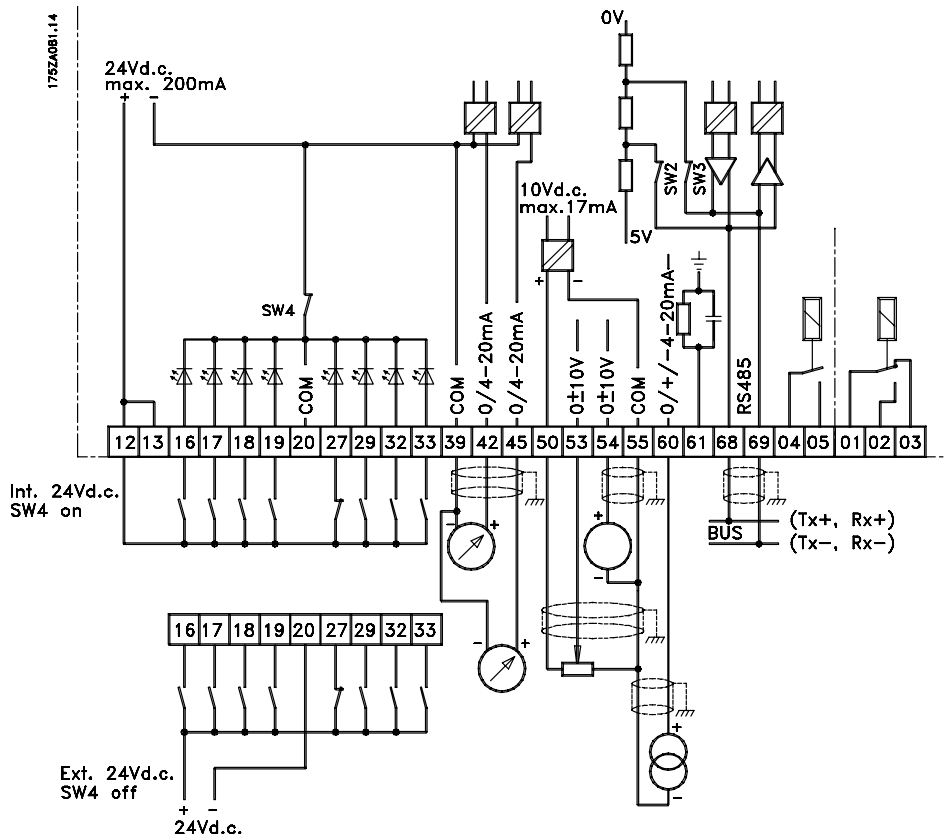 175ZA081.14
0V
24Vd.c.
max. 200mA
+ -
SW2
SW3
10Vd.c.
max.17mA
5V
+ -
SW4
COM
COM
0/4-20mA
0/4-20mA
0±10V
0±10V
COM
0/+/-4-20mA
RS485
12 13 16 17 18 19 20 27 29 32 33 39 42 45 50 53 54 55 60 61 68 69 04 05 01 02 03
Int. 24Vd.c.
SW4 on
- +
+
-
BUS
(Tx+, Rx+)
(Tx-, Rx-)
16 17 18 19 20 27 29 32 33
- +
+
-
Ext. 24Vd.c.
SW4 off
+ -
24Vd.c.